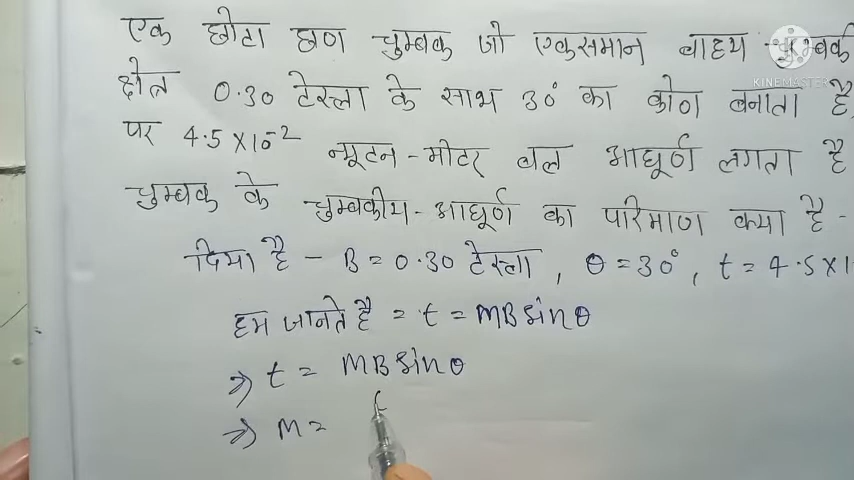 एक छोटा छण चुम्बक जो एकसमान बाह्य चुम्बकी
KINEMASTER
क्षेत्र 0.30 टेस्ला के साथ 30° का कोण बनाता है,
पर 4.5×10⁻² न्यूटन-मीटर बल आघूर्ण लगता है
चुम्बक के चुम्बकीय-आघूर्ण का परिमाण क्या है-
दिया है - B=0.30 टेस्ला, θ=30°, t=4.5×1
हम जानते है = t = MB sinθ
⇒ t = MB sinθ
⇒ M =